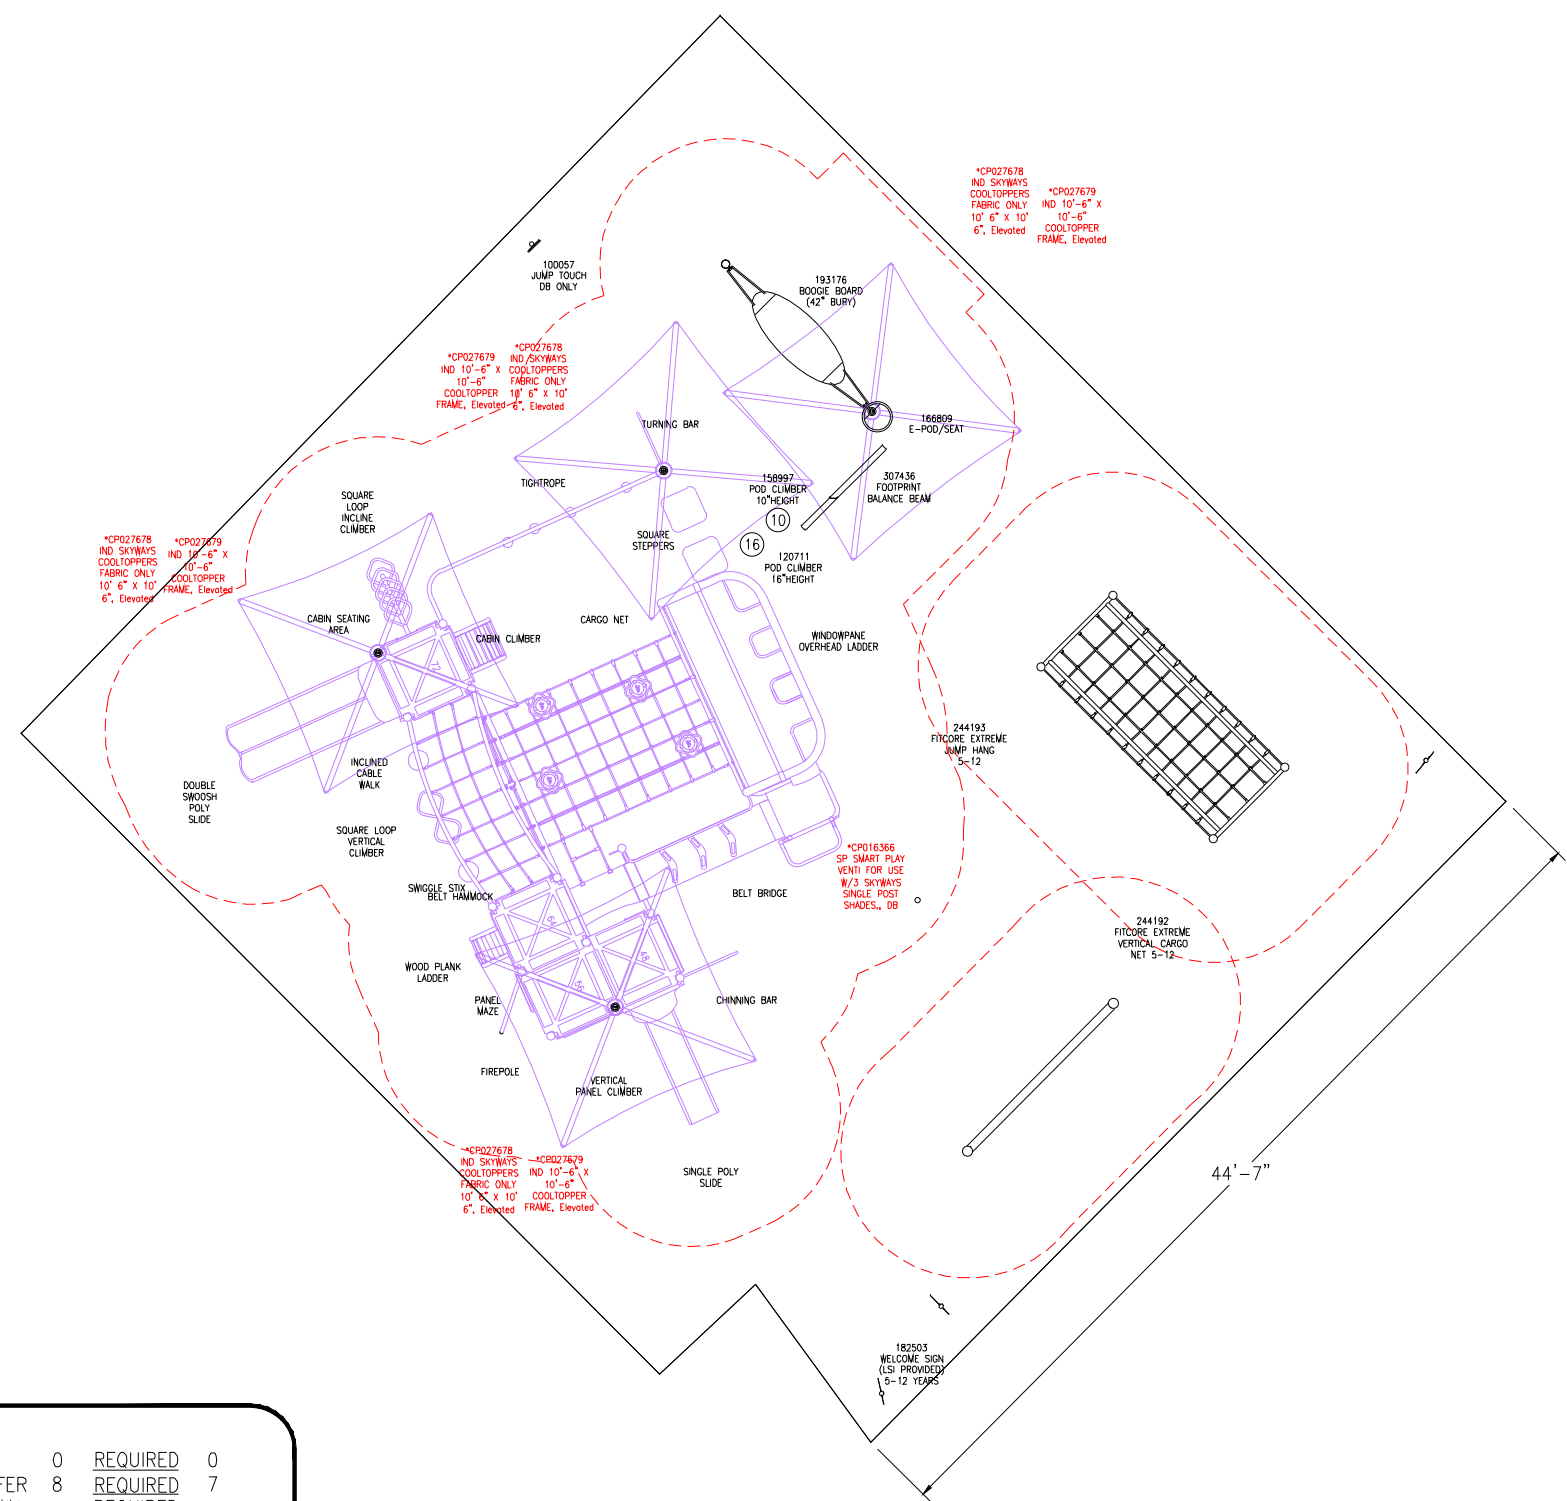 *CP027678
IND SKYWAYS
COOLTOPPERS
FABRIC ONLY
10' 6" X 10'
6", Elevated
*CP027679
IND 10'-6" X
10'-6"
COOLTOPPER
FRAME, Elevated
100057
JUMP TOUCH
DB ONLY
193176
BOOGIE BOARD
(42" BURY)
*CP027679
IND 10'-6" X
10'-6"
COOLTOPPER
FRAME, Elevated
*CP027678
IND SKYWAYS
COOLTOPPERS
FABRIC ONLY
10' 6" X 10'
6", Elevated
TURNING BAR
166809
E-POD/SEAT
TIGHTROPE
158997
POD CLIMBER
10"HEIGHT
307436
FOOTPRINT
BALANCE BEAM
SQUARE
LOOP
INCLINE
CLIMBER
10
16
SQUARE
STEPPERS
120711
POD CLIMBER
16"HEIGHT
*CP027678
IND SKYWAYS
COOLTOPPERS
FABRIC ONLY
10' 6" X 10'
6", Elevated
*CP027679
IND 10'-6" X
10'-6"
COOLTOPPER
FRAME, Elevated
CABIN SEATING
AREA
CABIN CLIMBER
CARGO NET
WINDOWPANE
OVERHEAD LADDER
72
244193
FITCORE EXTREME
JUMP HANG
5-12
INCLINED
CABLE
WALK
DOUBLE
SWOOSH
POLY
SLIDE
SQUARE LOOP
VERTICAL
CLIMBER
*CP016366
SP SMART PLAY
VENTI FOR USE
W/3 SKYWAYS
SINGLE POST
SHADES., DB
SWIGGLE STIX
BELT HAMMOCK
BELT BRIDGE
64
244192
FITCORE EXTREME
VERTICAL CARGO
NET 5-12
48
WOOD PLANK
LADDER
66
PANEL
MAZE
CHINNING BAR
FIREPOLE
VERTICAL
PANEL CLIMBER
*CP027678
IND SKYWAYS
COOLTOPPERS
FABRIC ONLY
10' 6" X 10'
6", Elevated
*CP027679
IND 10'-6" X
10'-6"
COOLTOPPER
FRAME, Elevated
SINGLE POLY
SLIDE
44'-7"
182503
WELCOME SIGN
(LSI PROVIDED)
5-12 YEARS
0 REQUIRED 0
FER 8 REQUIRED 7
REQUIRED